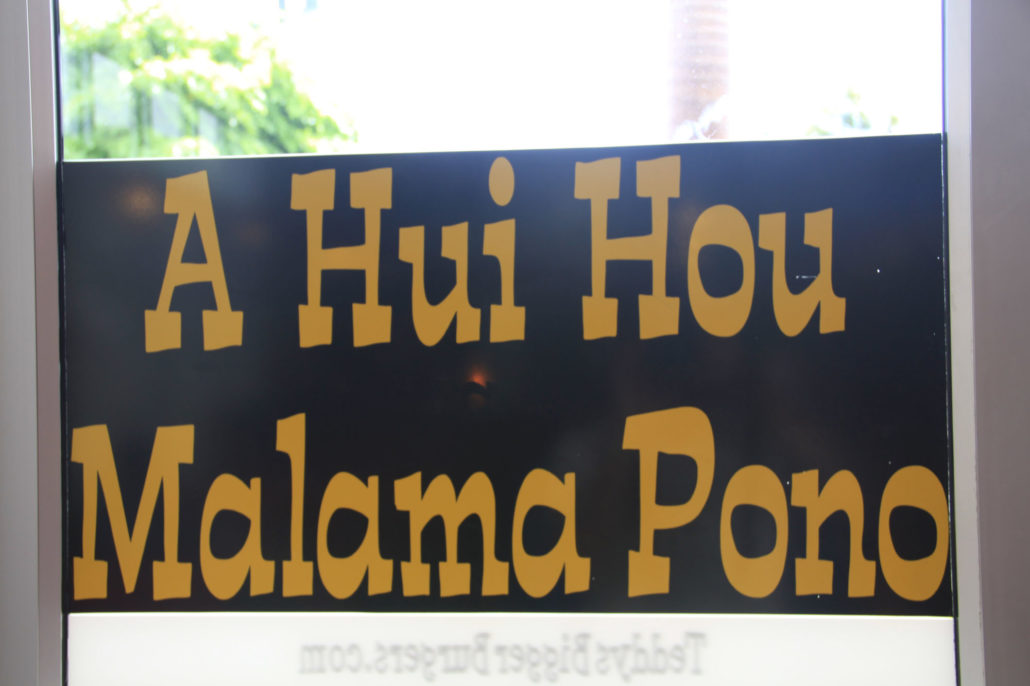 A Hui Hou
Malama Pono
TeddysBiggerBurgers.com